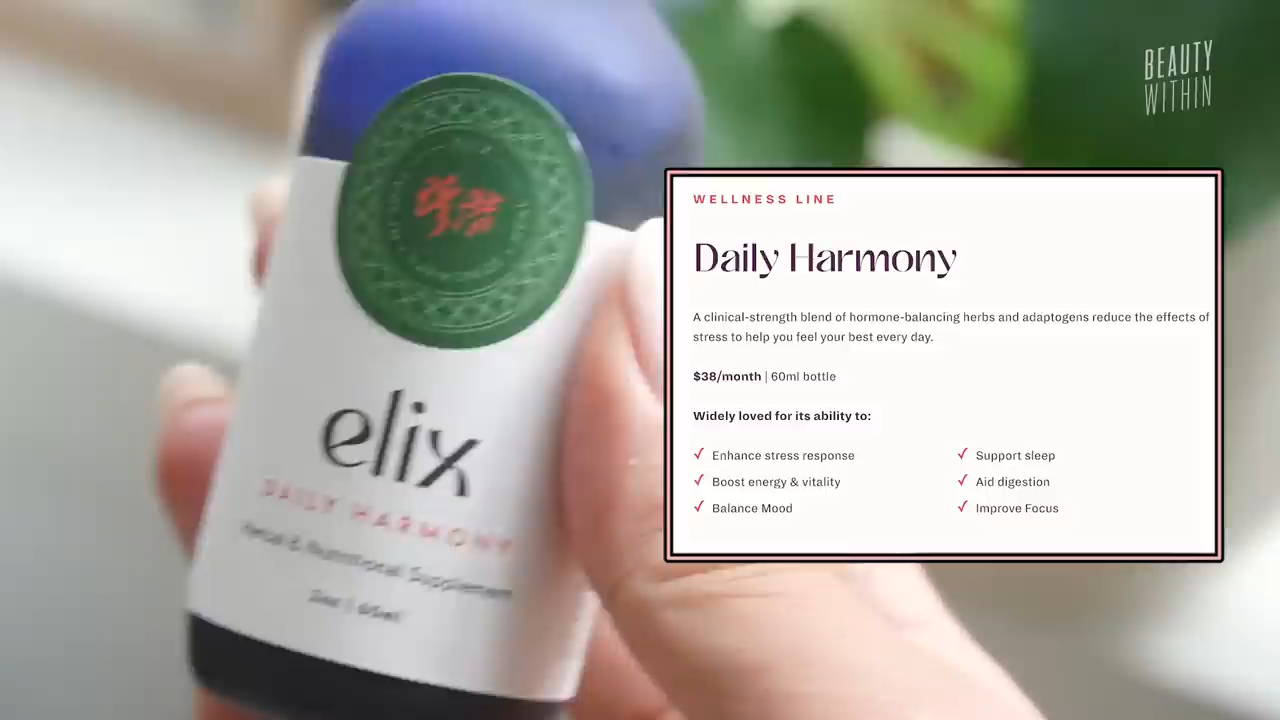 BEAUTY
WITHIN
elix
DAILY HARMONY
Herbal & Nutritional Supplement
2oz | 60ml
WELLNESS LINE
Daily Harmony
A clinical-strength blend of hormone-balancing herbs and adaptogens reduce the effects of
stress to help you feel your best every day.
$38/month | 60ml bottle
Widely loved for its ability to:
✓ Enhance stress response
✓ Support sleep
✓ Boost energy & vitality
✓ Aid digestion
✓ Balance Mood
✓ Improve Focus